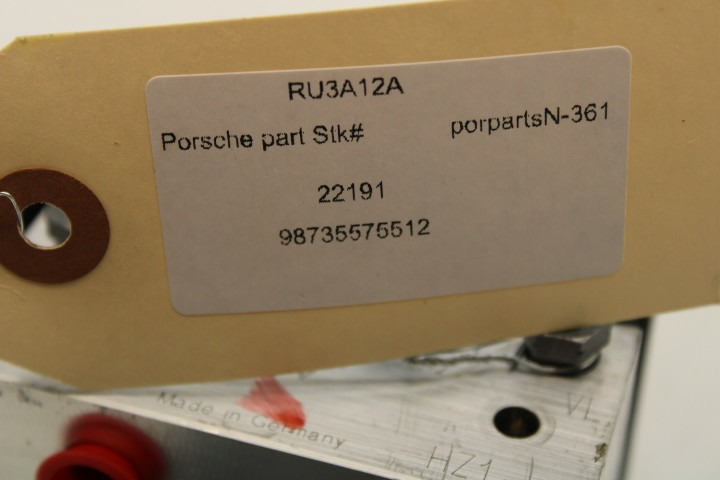 RU3A12A
Porsche part Stk# porpartsN-361
22191
98735575512
Made in Germany
VL
HZ1